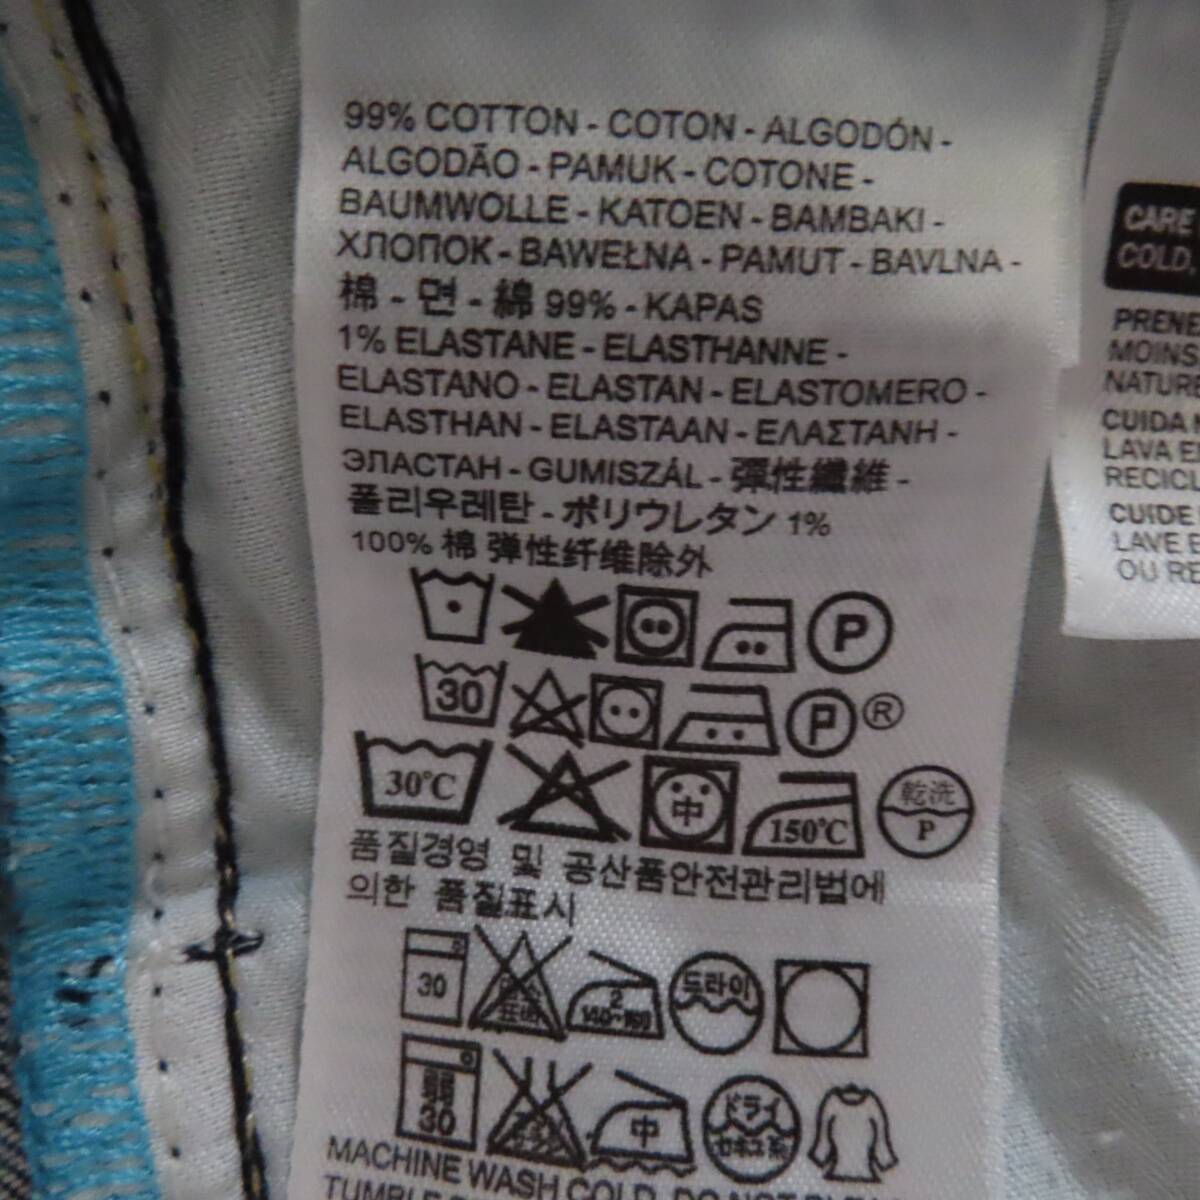 99% COTTON - COTON - ALGODÓN -
ALGODÃO - PAMUK - COTONE -
BAUMWOLLE - KATOEN - BAMBAKI -
ХЛОПОК - BAWEŁNA - PAMUT - BAVLNA -
棉 - 면 - 綿 99% - KAPAS
1% ELASTANE - ELASTHANNE -
ELASTANO - ELASTAN - ELASTOMERO -
ELASTHAN - ELASTAAN - ΕΛΑΣΤΑΝΗ -
ЭЛАСТАН - GUMISZÁL - 彈性纖維 -
폴리우레탄 - ポリウレタン 1%
100% 棉 弹性纤维除外
P
30 P ®
30°C 中 150°C 乾洗 P
품질경영 및 공산품안전관리법에
의한 품질표시
30 2 140~160 드라이
弱 30 中 ドライ
MACHINE WASH COLD. DO NOT
TUMBLE
CARE
COLD.
PRENE
MOINS
NATURE
CUIDA
LAVA E
RECICL
CUIDE
LAVE E
OU RE